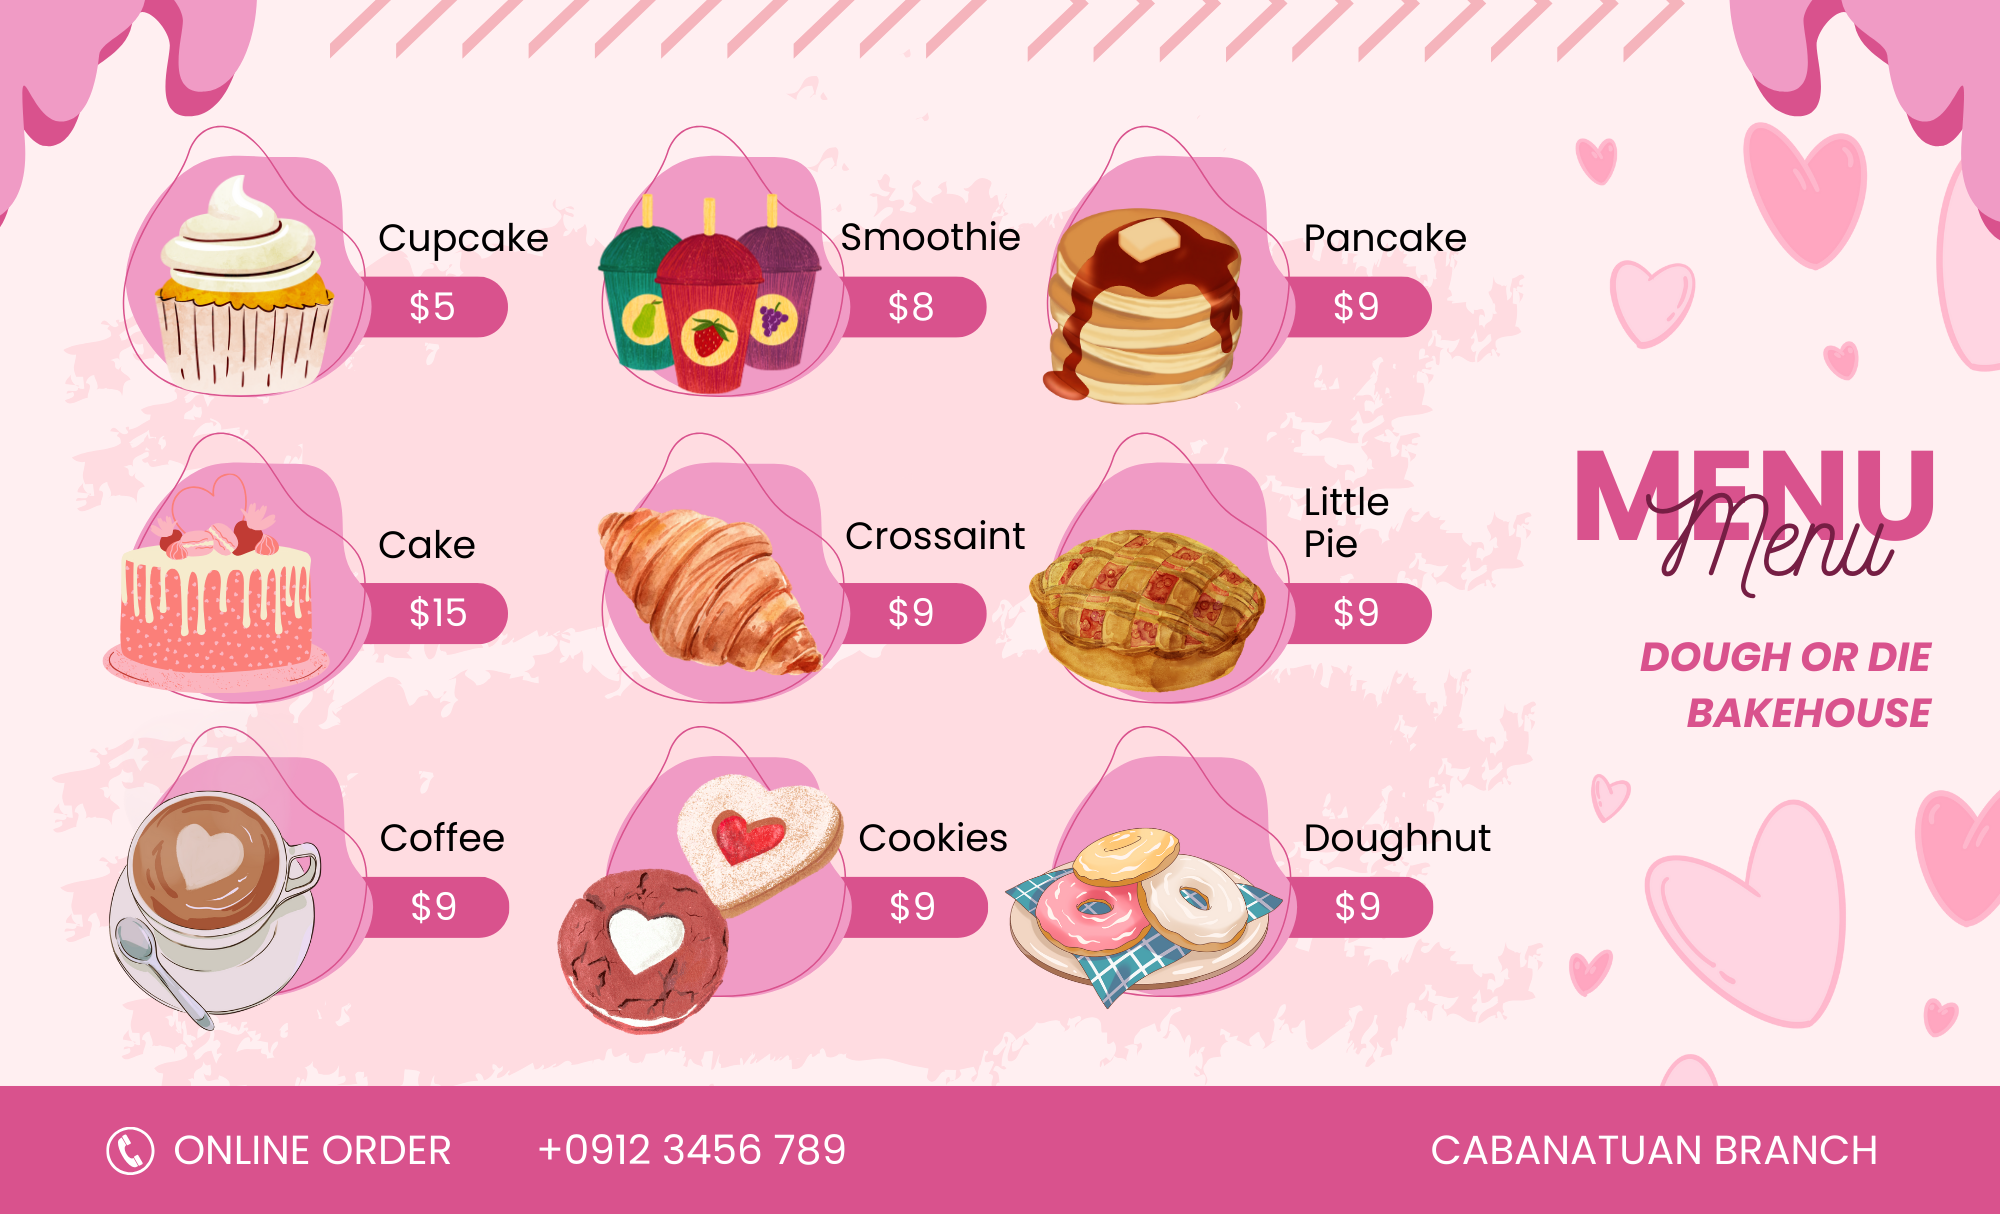 Cupcake
$5
Smoothie
$8
Pancake
$9
Cake
$15
Crossaint
$9
Little
Pie
$9
Coffee
$9
Cookies
$9
Doughnut
$9
MENU
Menu
DOUGH OR DIE
BAKEHOUSE
ONLINE ORDER +0912 3456 789 CABANATUAN BRANCH